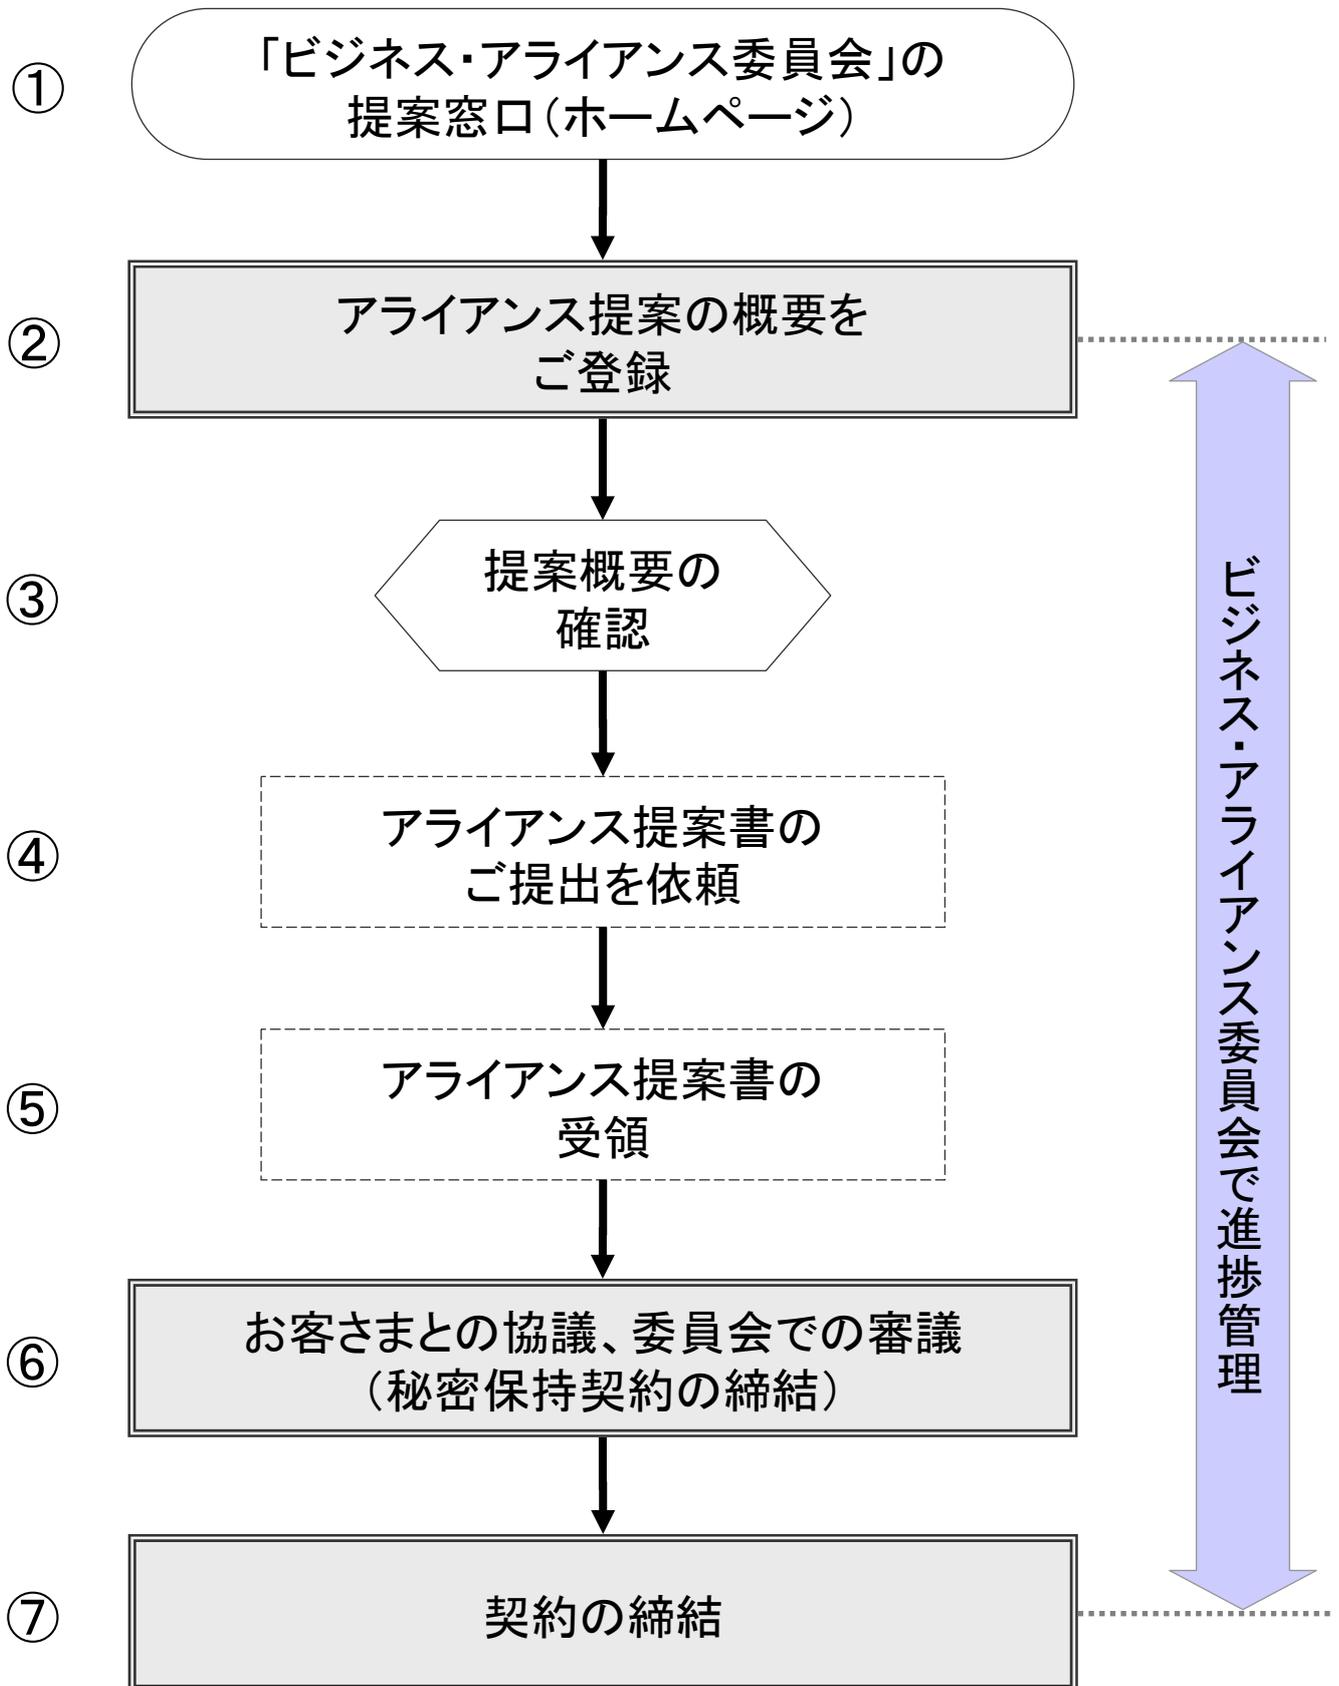 ①
「ビジネス・アライアンス委員会」の
提案窓口(ホームページ)
②
アライアンス提案の概要を
ご登録
③
提案概要の
確認
④
アライアンス提案書の
ご提出を依頼
⑤
アライアンス提案書の
受領
⑥
お客さまとの協議、委員会での審議
(秘密保持契約の締結)
⑦
契約の締結
ビジネス・アライアンス委員会で進捗管理